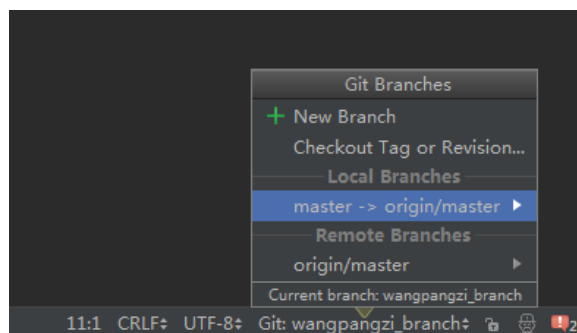 Git Branches
New Branch
Checkout Tag or Revision...
Local Branches
master -> origin/master
Remote Branches
origin/master
Current branch: wangpangzi_branch
11:1 CRLF UTF-8 Git: wangpangzi_branch